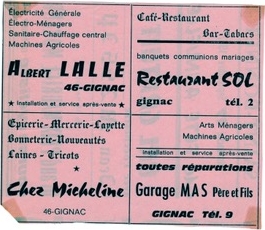 Électricité Générale
Électro-Ménagers
Sanitaire-Chauffage central
Machines Agricoles
ALBERT LALLE
46-GIGNAC
★ Installation et service après-vente ★
Epicerie-Mercerie-Layette
Bonneterie-Nouveautés
Laines - Tricots
Chez Micheline
46-GIGNAC
Café-Restaurant
Bar-Tabacs
banquets communions mariages
Restaurant SOL
gignac tél. 2
Arts Ménagers
Machines Agricoles
Installation et service après-vente
toutes réparations
Garage MAS Père et Fils
GIGNAC Tél. 9